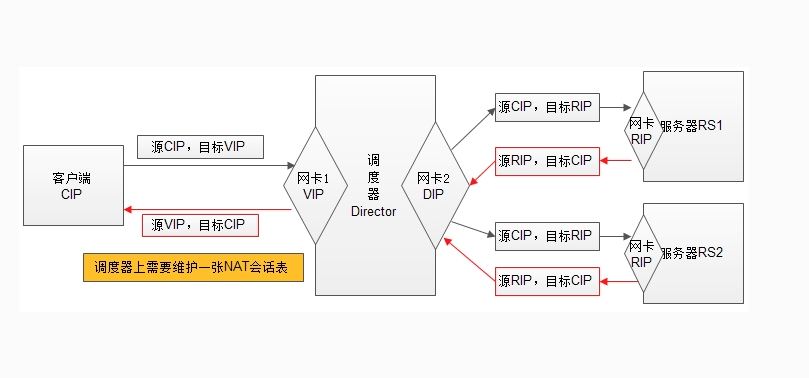 客户端
CIP
源CIP，目标VIP
源VIP，目标CIP
调度器上需要维护一张NAT会话表
网卡1
VIP
调
度
器
Director
网卡2
DIP
源CIP，目标RIP
源RIP，目标CIP
网卡
RIP
服务器RS1
源CIP，目标RIP
源RIP，目标CIP
网卡
RIP
服务器RS2